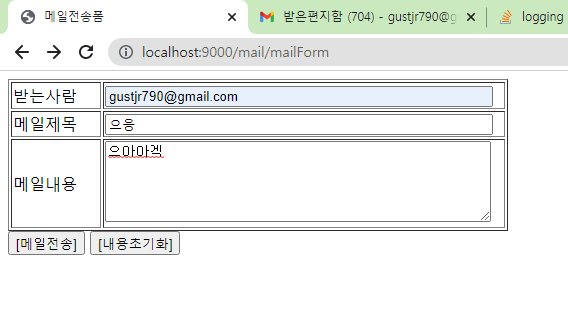 메일전송폼
받은편지함 (704) - gustjr790@g
logging
localhost:9000/mail/mailForm
받는사람 gustjr790@gmail.com
메일제목 으응
메일내용 으아아겍
[메일전송] [내용초기화]